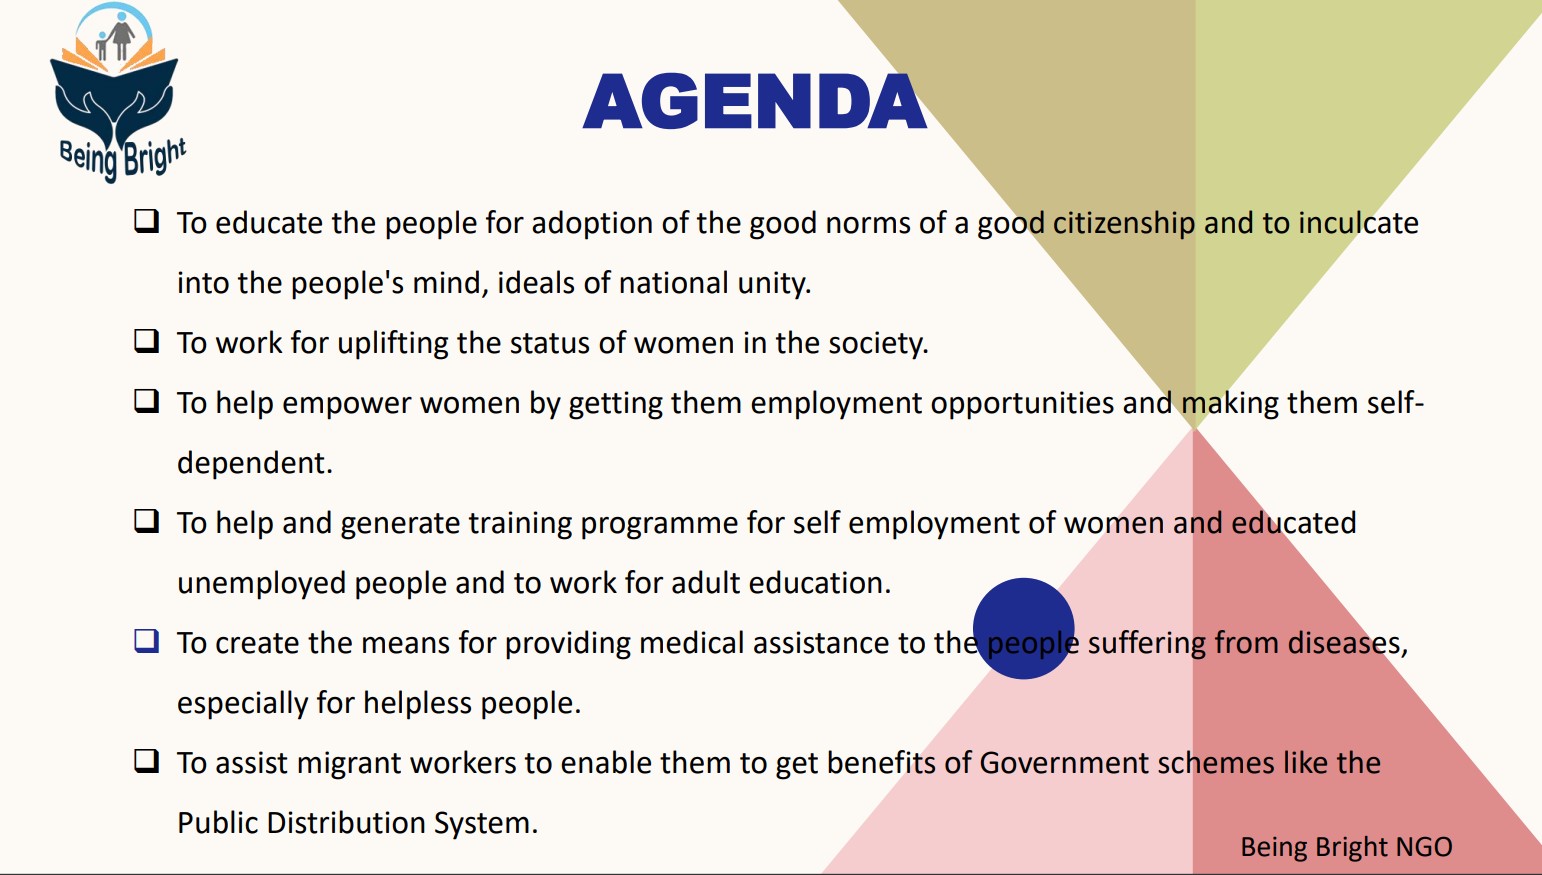 Being Bright
AGENDA
To educate the people for adoption of the good norms of a good citizenship and to inculcate
into the people's mind, ideals of national unity.
To work for uplifting the status of women in the society.
To help empower women by getting them employment opportunities and making them self-
dependent.
To help and generate training programme for self employment of women and educated
unemployed people and to work for adult education.
To create the means for providing medical assistance to the people suffering from diseases,
especially for helpless people.
To assist migrant workers to enable them to get benefits of Government schemes like the
Public Distribution System.
Being Bright NGO